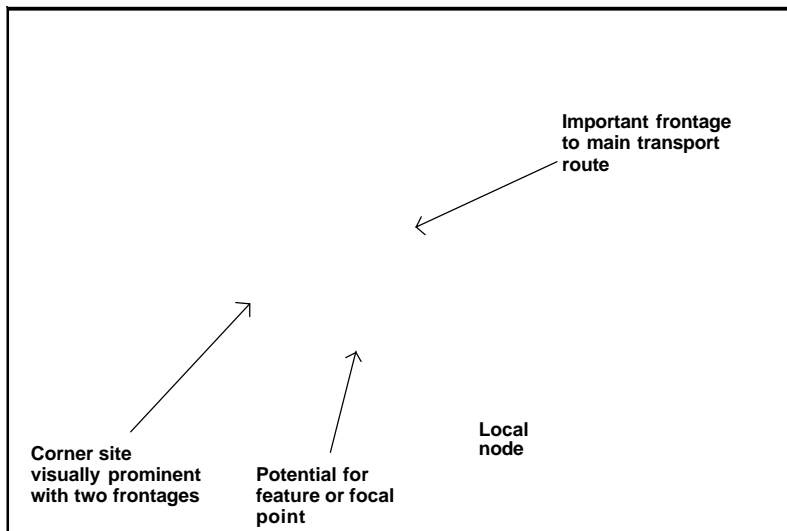 Important frontage
to main transport
route
Corner site
visually prominent
with two frontages
Potential for
feature or focal
point
Local
node